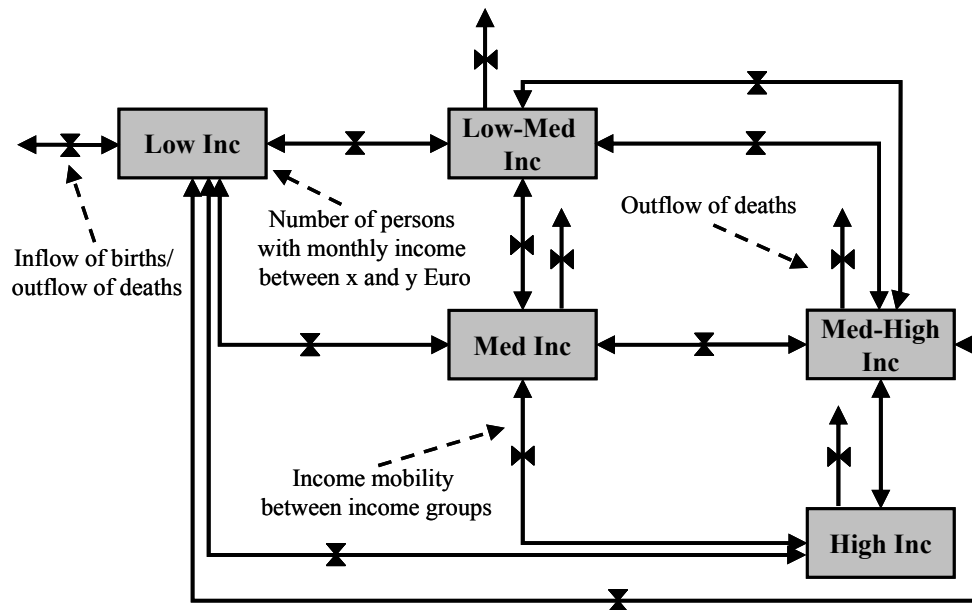 Low Inc
Low-Med
Inc
Number of persons
with monthly income
between x and y Euro
Outflow of deaths
Inflow of births/
outflow of deaths
Med Inc
Med-High
Inc
Income mobility
between income groups
High Inc